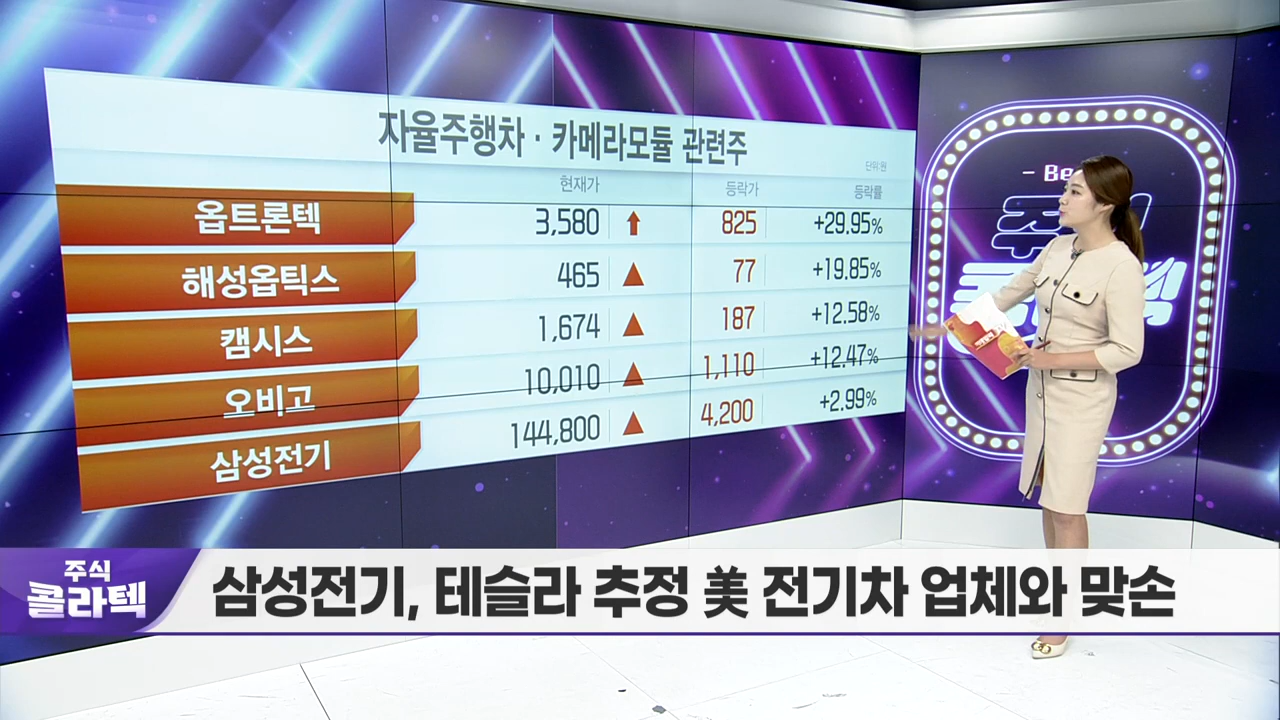 자율주행차·카메라모듈 관련주
단위:원
현재가 등락가 등락률
옵트론텍 3,580 825 +29.95%
해성옵틱스 465 ▲ 77 +19.85%
캠시스 1,674 ▲ 187 +12.58%
오비고 10,010 ▲ 1,110 +12.47%
삼성전기 144,800 ▲ 4,200 +2.99%
주식
콜라텍
삼성전기, 테슬라 추정 美 전기차 업체와 맞손